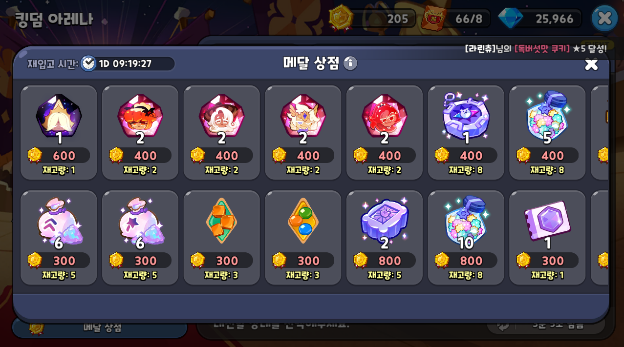 킹덤 아레나
205
66/8
25,966
[라린츄]님의 [독버섯맛 쿠키] ★5 달성!
재입고 시간: 1D 09:19:27
메달 상점
1 2 2 2 2 1 5
600 400 400 400 400 400 400
재고량: 1 재고량: 2 재고량: 2 재고량: 2 재고량: 2 재고량: 8 재고량: 8
6 6 2 10 1
300 300 300 300 800 800 300
재고량: 5 재고량: 5 재고량: 3 재고량: 3 재고량: 5 재고량: 8 재고량: 1
메달 상점